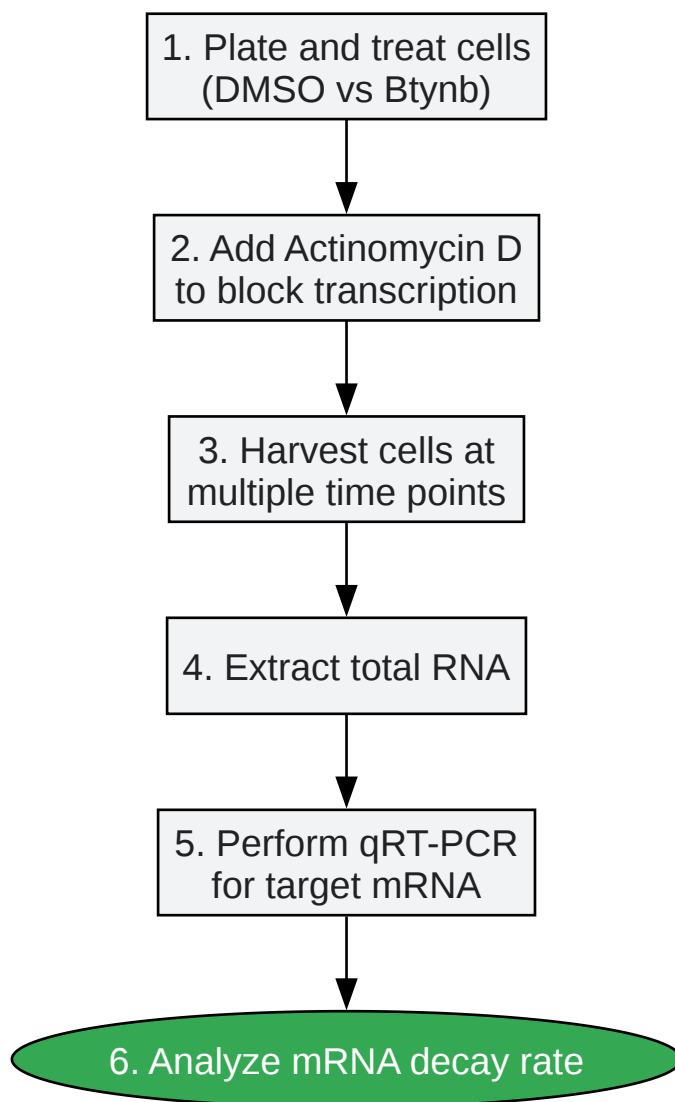 1. Plate and treat cells
(DMSO vs Btynb)
2. Add Actinomycin D
to block transcription
3. Harvest cells at
multiple time points
4. Extract total RNA
5. Perform qRT-PCR
for target mRNA
6. Analyze mRNA decay rate